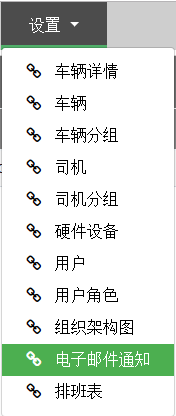 设置
车辆详情
车辆
车辆分组
司机
司机分组
硬件设备
用户
用户角色
组织架构图
电子邮件通知
排班表